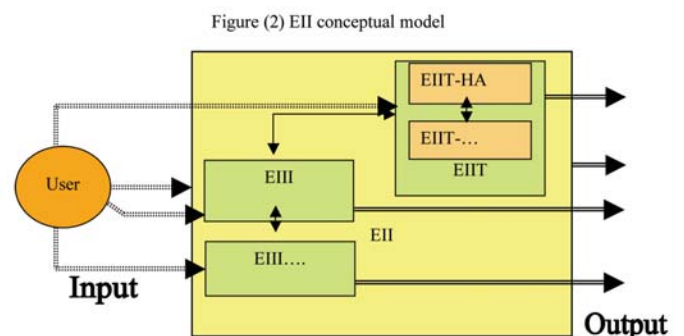 Figure (2) EII conceptual model
EIIT-HA
EIIT-…
EIIT
User
EIII
EII
EIII….
Input
Output